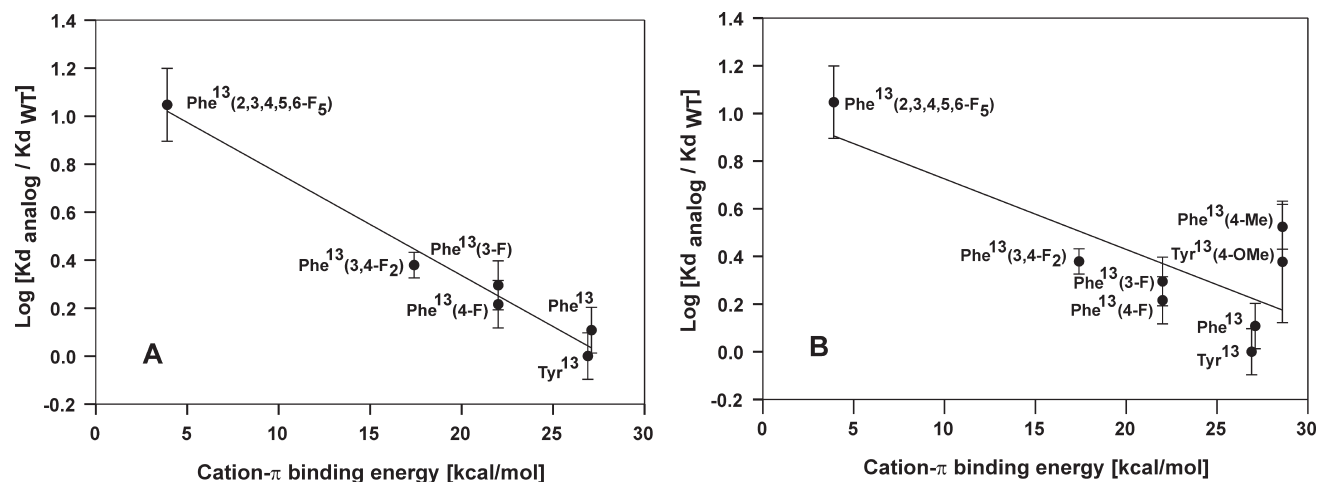 Log [Kd analog / Kd WT]
1.4
1.2
1.0
0.8
0.6
0.4
0.2
0.0
-0.2
Phe13(2,3,4,5,6-F5)
Phe13(3-F)
Phe13(3,4-F2)
Phe13(4-F)
Phe13
Tyr13
A
0 5 10 15 20 25 30
Cation-π binding energy [kcal/mol]
Log [Kd analog / Kd WT]
1.4
1.2
1.0
0.8
0.6
0.4
0.2
0.0
-0.2
Phe13(2,3,4,5,6-F5)
Phe13(4-Me)
Tyr13(4-OMe)
Phe13(3,4-F2)
Phe13(3-F)
Phe13(4-F)
Phe13
Tyr13
B
0 5 10 15 20 25 30
Cation-π binding energy [kcal/mol]